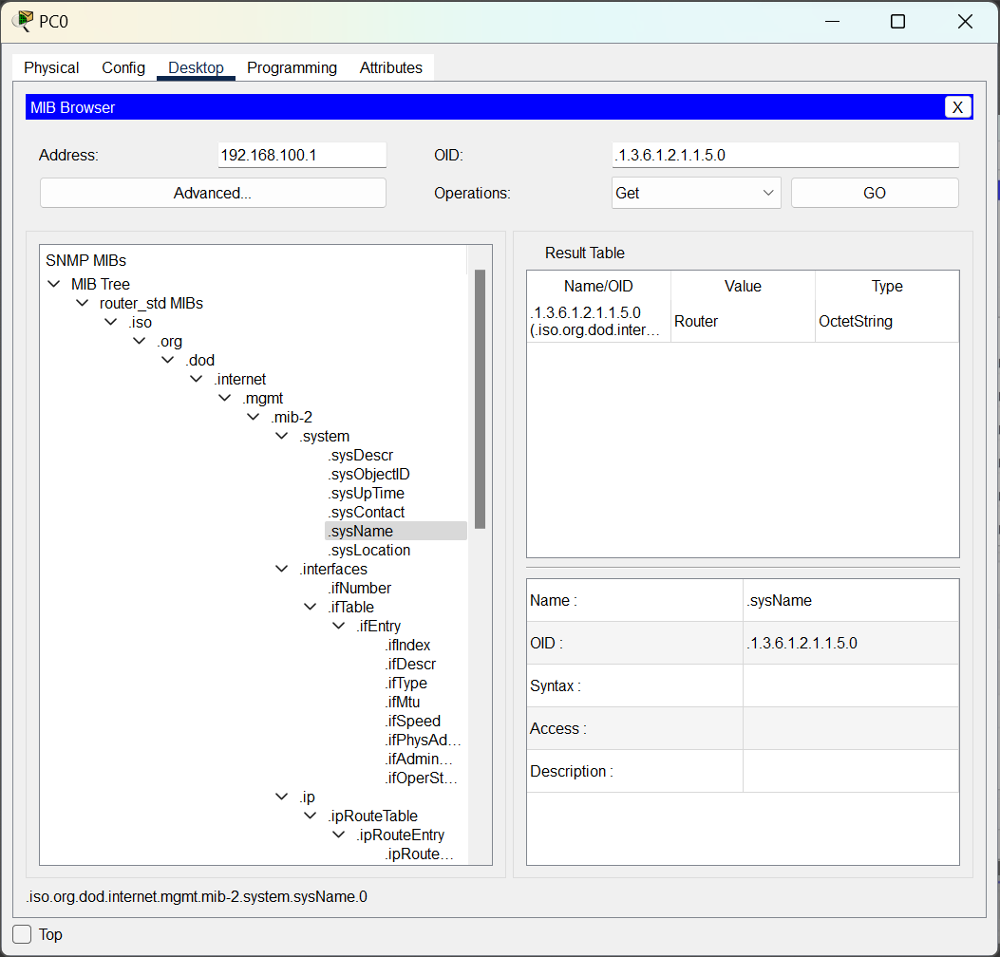 PC0
Physical Config Desktop Programming Attributes
MIB Browser X
Address: 192.168.100.1 OID: .1.3.6.1.2.1.1.5.0
Advanced... Operations: Get GO
SNMP MIBs
MIB Tree
router_std MIBs
.iso
.org
.dod
.internet
.mgmt
.mib-2
.system
.sysDescr
.sysObjectID
.sysUpTime
.sysContact
.sysName
.sysLocation
.interfaces
.ifNumber
.ifTable
.ifEntry
.ifIndex
.ifDescr
.ifType
.ifMtu
.ifSpeed
.ifPhysAd...
.ifAdmin...
.ifOperSt...
.ip
.ipRouteTable
.ipRouteEntry
.ipRoute...
Result Table
Name/OID Value Type
.1.3.6.1.2.1.1.5.0
(.iso.org.dod.inter... Router OctetString
Name : .sysName
OID : .1.3.6.1.2.1.1.5.0
Syntax :
Access :
Description :
.iso.org.dod.internet.mgmt.mib-2.system.sysName.0
Top